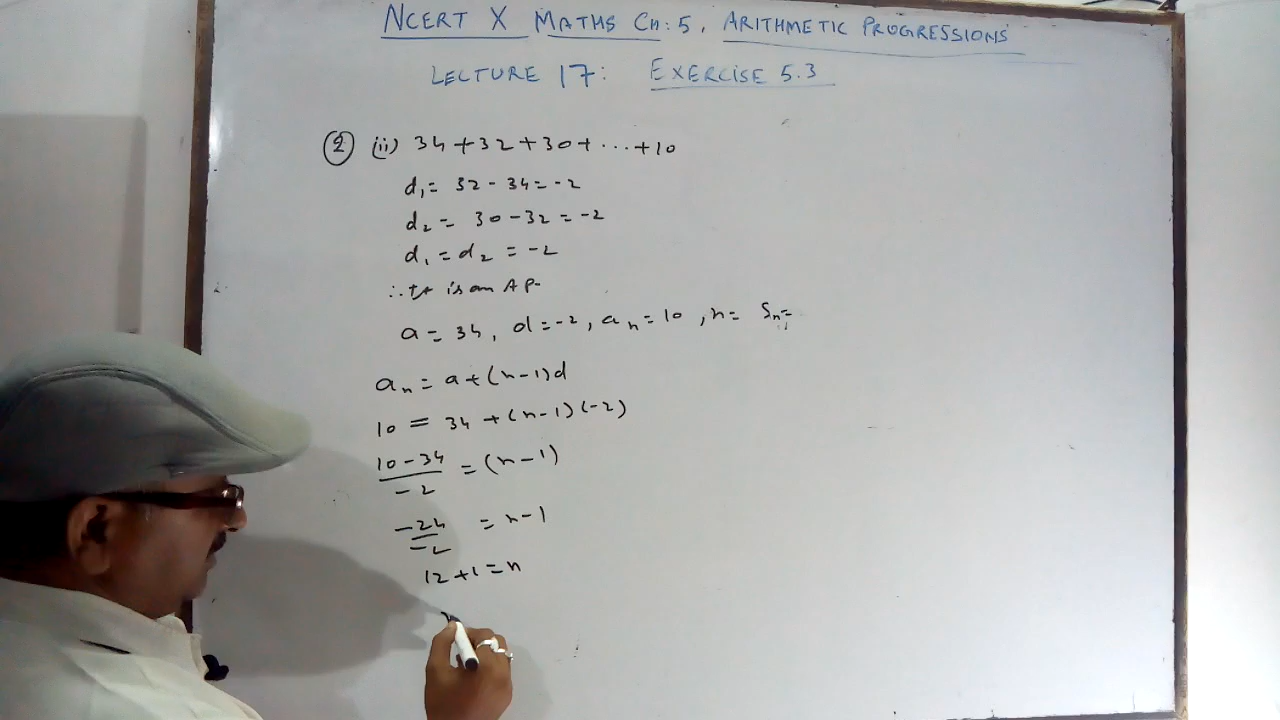 NCERT X MATHS CH: 5, ARITHMETIC PROGRESSIONS
LECTURE 17: EXERCISE 5.3
② (ii) 34+32+30+...+10
d₁= 32-34=-2
d₂= 30-32=-2
d₁=d₂=-2
∴ It is an AP.
a=34, d=-2, aₙ=10, n= Sₙ=
aₙ=a+(n-1)d
10=34+(n-1)(-2)
10-34/-2=(n-1)
-24/-2=n-1
12+1=n